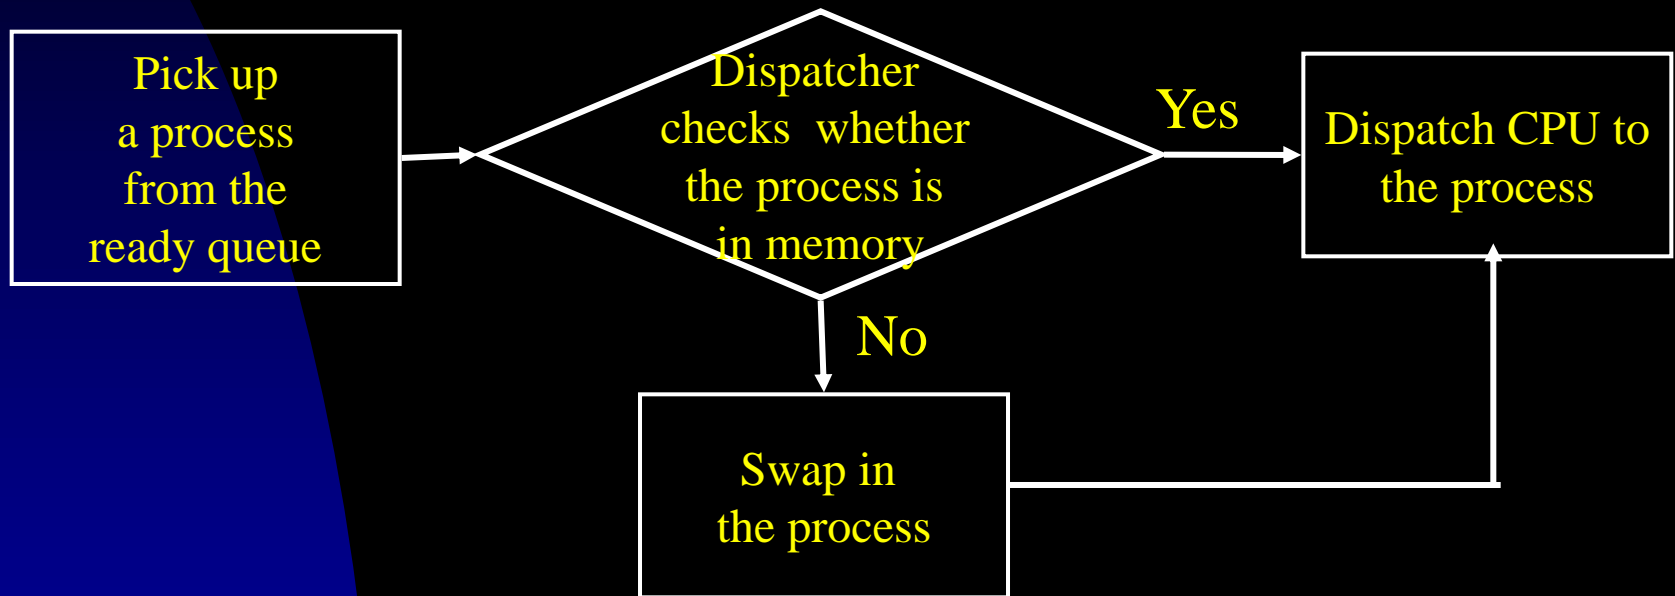 Pick up
a process
from the
ready queue
Dispatcher
checks whether
the process is
in memory
Yes
Dispatch CPU to
the process
No
Swap in
the process